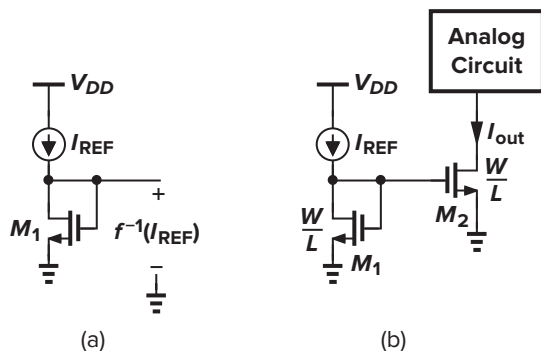 V_DD
I_REF
M_1
f^{-1}(I_REF)
+
−
(a)
Analog
Circuit
V_DD
I_REF
I_out
W
L
M_1
W
L
M_2
(b)